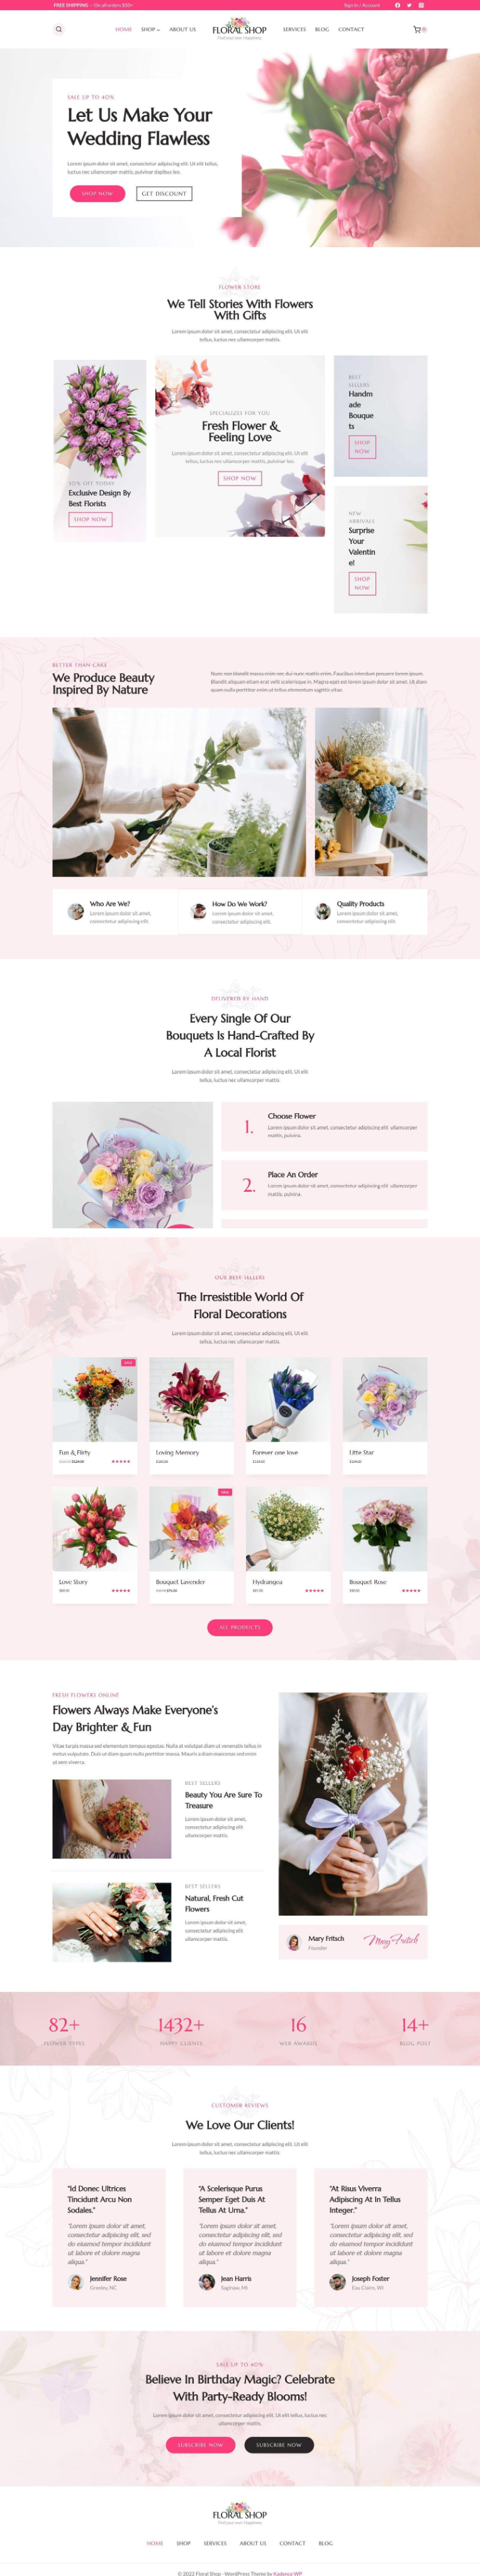 FREE SHIPPING - On all orders $50+
Sign In / Account
HOME SHOP ABOUT US
FLORAL SHOP
Find your own Happiness
SERVICES BLOG CONTACT
0
SALE UP TO 40%
Let Us Make Your
Wedding Flawless
Lorem ipsum dolor sit amet, consectetur adipiscing elit. Ut elit tellus,
luctus nec ullamcorper mattis, pulvinar dapibus leo.
SHOP NOW
GET DISCOUNT
FLOWER STORE
We Tell Stories With Flowers
With Gifts
Lorem ipsum dolor sit amet, consectetur adipiscing elit. Ut elit
tellus, luctus nec ullamcorper mattis.
50% OFF TODAY
Exclusive Design By
Best Florists
SHOP NOW
SPECIALIZES FOR YOU
Fresh Flower &
Feeling Love
Lorem ipsum dolor sit amet, consectetur adipiscing elit. Ut elit
tellus, luctus nec ullamcorper mattis, pulvinar leo.
SHOP NOW
BEST
SELLERS
Handm
ade
Bouque
ts
SHOP
NOW
NEW
ARRIVALS
Surprise
Your
Valentin
e!
SHOP
NOW
BETTER THAN CAKE
We Produce Beauty
Inspired By Nature
Nunc non blandit massa enim nec dui nunc mattis enim. Faucibus interdum posuere lorem ipsum.
Blandit aliquam etiam erat velit scelerisque in. Magna eget est lorem ipsum dolor sit amet. Ut diam
quam nulla porttitor enim ut tellus elementum sagittis vitae.
Who Are We?
Lorem ipsum dolor sit amet,
consectetur adipiscing elit.
How Do We Work?
Lorem ipsum dolor sit amet,
consectetur adipiscing elit.
Quality Products
Lorem ipsum dolor sit amet,
consectetur adipiscing elit.
DELIVERED BY HAND
Every Single Of Our
Bouquets Is Hand-Crafted By
A Local Florist
Lorem ipsum dolor sit amet, consectetur adipiscing elit. Ut elit
tellus, luctus nec ullamcorper mattis.
1.
Choose Flower
Lorem ipsum dolor sit amet, consectetur adipiscing elit ullamcorper
mattis, pulvina.
2.
Place An Order
Lorem ipsum dolor sit amet, consectetur adipiscing elit ullamcorper
mattis, pulvina.
OUR BEST SELLERS
The Irresistible World Of
Floral Decorations
Lorem ipsum dolor sit amet, consectetur adipiscing elit. Ut elit
tellus, luctus nec ullamcorper mattis.
SALE
Fun & Flirty
Loving Memory
Forever one love
Litte Star
SALE
Love Story
Bouquet Lavender
Hydrangea
Bouquet Rose
ALL PRODUCTS
FRESH FLOWERS ONLINE
Flowers Always Make Everyone's
Day Brighter & Fun
Vitae turpis massa sed elementum tempus egestas. Nulla at volutpat diam ut venenatis tellus in
metus vulputate. Duis ut diam quam nulla porttitor massa. Mauris a diam maecenas sed enim
ut sem viverra.
BEST SELLERS
Beauty You Are Sure To
Treasure
Lorem ipsum dolor sit amet,
consectetur adipiscing elit
ullamcorper mattis.
BEST SELLERS
Natural, Fresh Cut
Flowers
Lorem ipsum dolor sit amet,
consectetur adipiscing elit
ullamcorper mattis.
Mary Fritsch
Founder
Mary Fritsch
82+
FLOWER TYPES
1432+
HAPPY CLIENTS
16
WEB AWARDS
14+
BLOG POST
CUSTOMER REVIEWS
We Love Our Clients!
Lorem ipsum dolor sit amet, consectetur adipiscing elit. Ut elit
tellus, luctus nec ullamcorper mattis.
"Id Donec Ultrices
Tincidunt Arcu Non
Sodales."
"Lorem ipsum dolor sit amet,
consectetur adipiscing elit, sed
do eiusmod tempor incididunt
ut labore et dolore magna
aliqua."
Jennifer Rose
Greeley, NC
"A Scelerisque Purus
Semper Eget Duis At
Tellus At Urna."
"Lorem ipsum dolor sit amet,
consectetur adipiscing elit, sed
do eiusmod tempor incididunt
ut labore et dolore magna
aliqua."
Jean Harris
Saginaw, MI
"At Risus Viverra
Adipiscing At In Tellus
Integer."
"Lorem ipsum dolor sit amet,
consectetur adipiscing elit, sed
do eiusmod tempor incididunt
ut labore et dolore magna
aliqua."
Joseph Foster
Eau Claire, WI
SALE UP TO 40%
Believe In Birthday Magic? Celebrate
With Party-Ready Blooms!
Lorem ipsum dolor sit amet, consectetur adipiscing elit. Ut elit tellus, luctus nec
ullamcorper mattis.
SUBSCRIBE NOW
SUBSCRIBE NOW
FLORAL SHOP
Find your own Happiness
HOME SHOP SERVICES ABOUT US CONTACT BLOG
© 2022 Floral Shop - WordPress Theme by Kadence WP